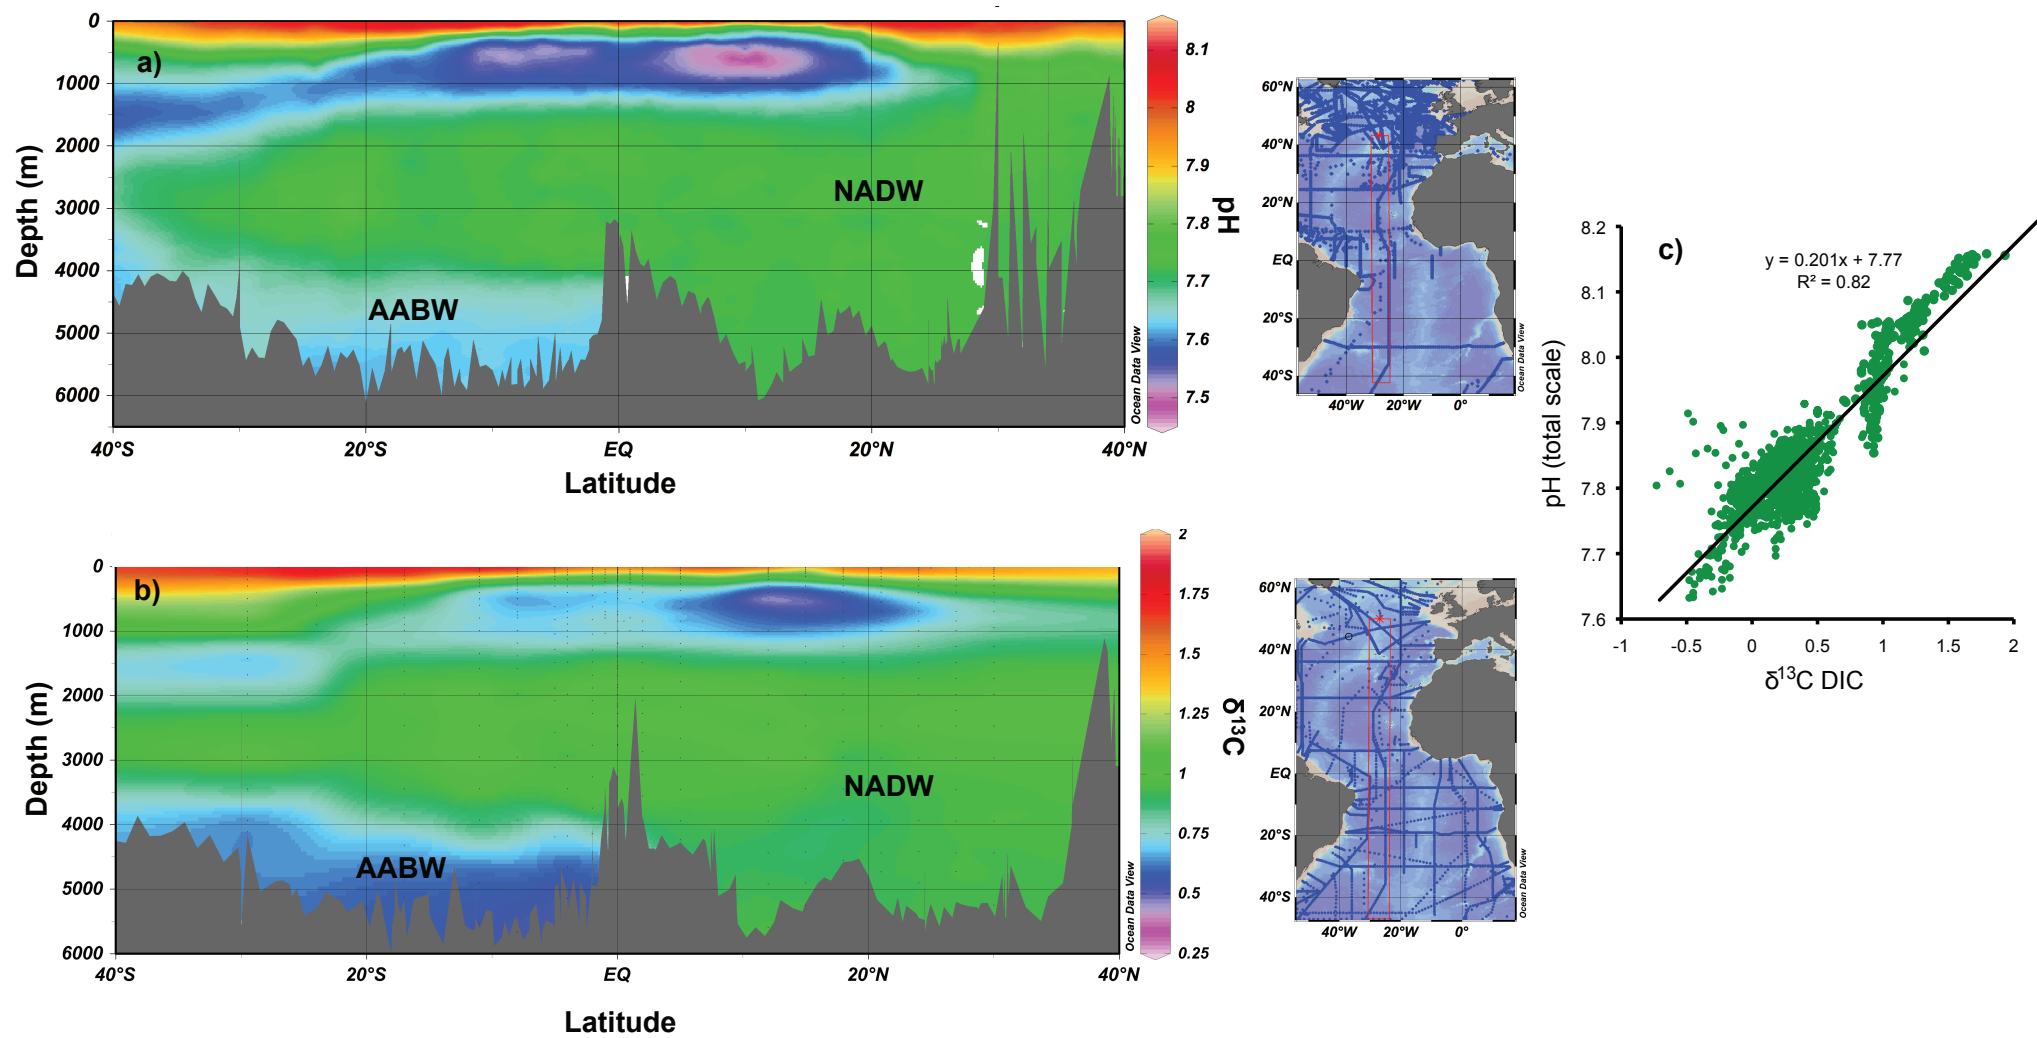 a)
0
1000
2000
3000
4000
5000
6000
Depth (m)
NADW
AABW
Ocean Data View
40°S
20°S
EQ
20°N
40°N
Latitude
8.1
8
7.9
7.8
7.7
7.6
7.5
pH
60°N
40°N
20°N
EQ
20°S
40°S
40°W
20°W
0°
Ocean Data View
c)
y = 0.201x + 7.77
R² = 0.82
8.2
8.1
8.0
7.9
7.8
7.7
7.6
pH (total scale)
-1
-0.5
0
0.5
1
1.5
2
δ¹³C DIC
b)
0
1000
2000
3000
4000
5000
6000
Depth (m)
NADW
AABW
Ocean Data View
40°S
20°S
EQ
20°N
40°N
Latitude
2
1.75
1.5
1.25
1
0.75
0.5
0.25
δ¹³C
60°N
40°N
20°N
EQ
20°S
40°S
40°W
20°W
0°
Ocean Data View